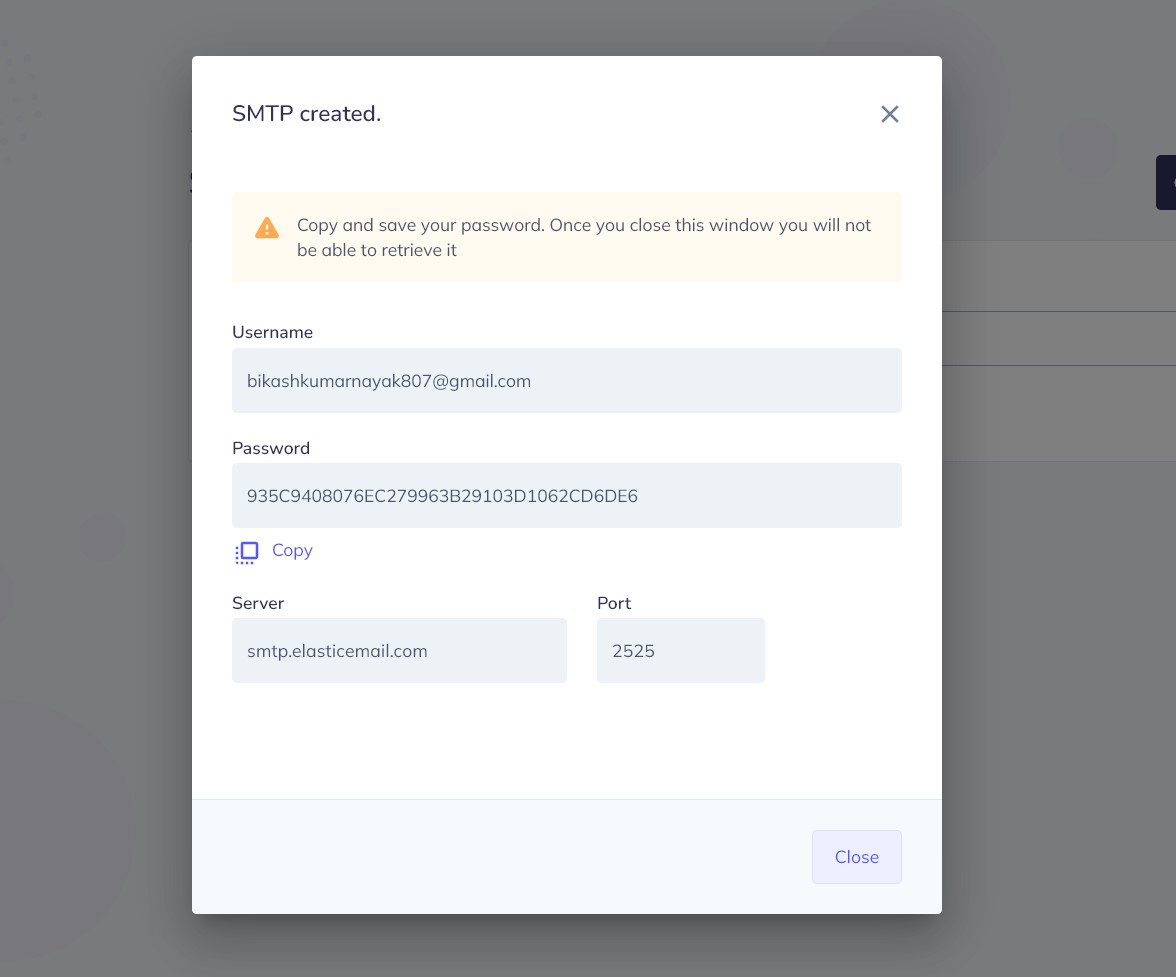 SMTP created.
Copy and save your password. Once you close this window you will not
be able to retrieve it
Username
bikashkumarnayak807@gmail.com
Password
935C9408076EC279963B29103D1062CD6DE6
Copy
Server
Port
smtp.elasticemail.com
2525
Close